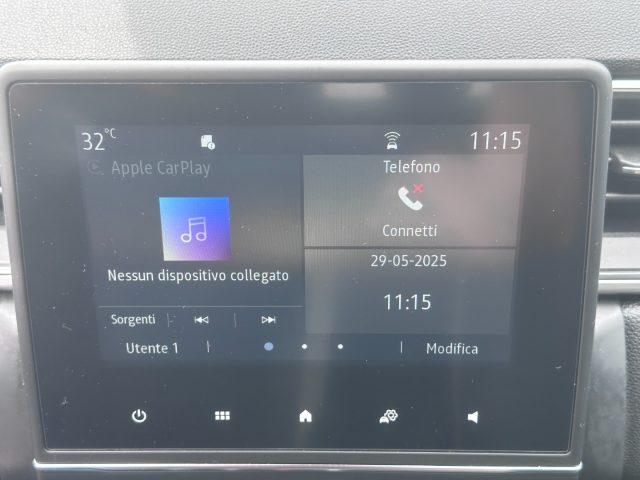 32°C
11:15
Apple CarPlay
Telefono
Connetti
Nessun dispositivo collegato
29-05-2025
11:15
Sorgenti
Utente 1
Modifica